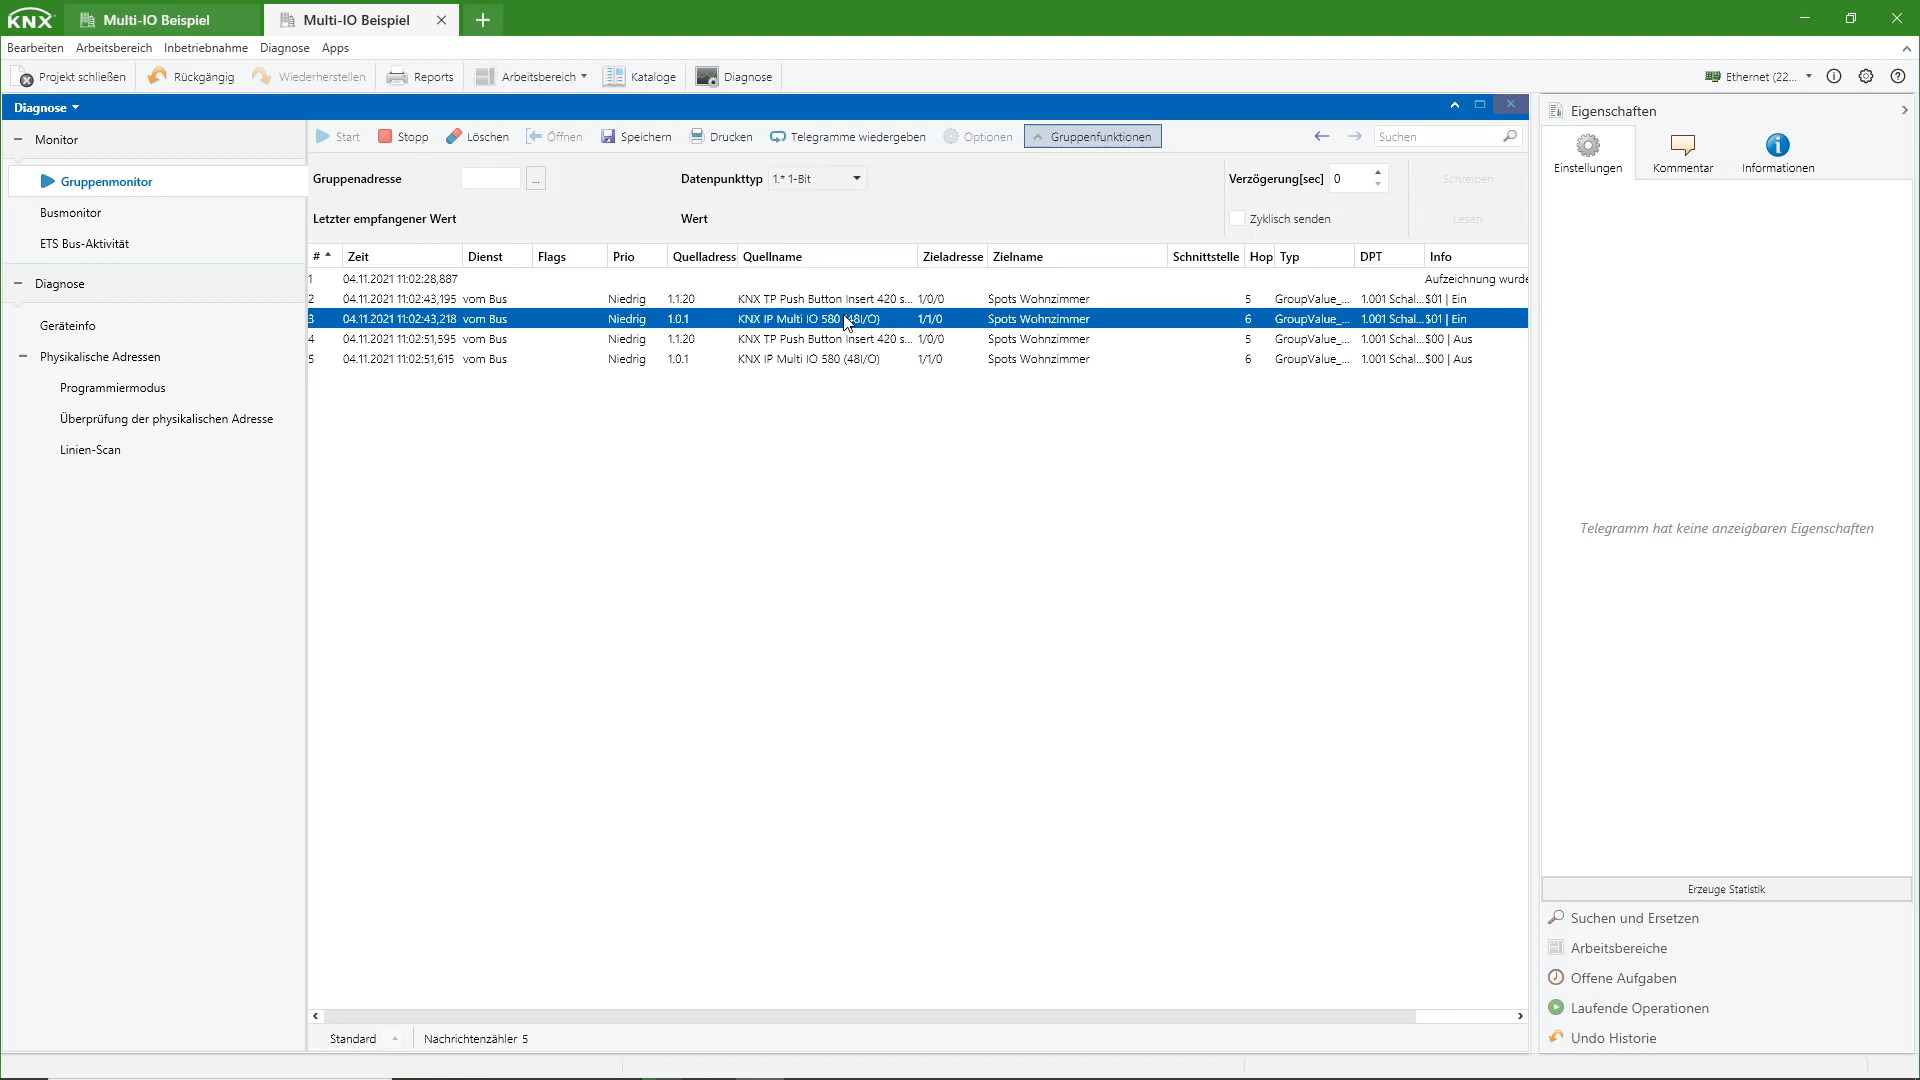 KNX Multi-IO Beispiel Multi-IO Beispiel
Bearbeiten Arbeitsbereich Inbetriebnahme Diagnose Apps
Projekt schließen Rückgängig Wiederherstellen Reports Arbeitsbereich Kataloge Diagnose Ethernet (22...
Diagnose
Monitor
Gruppenmonitor
Busmonitor
ETS Bus-Aktivität
Diagnose
Geräteinfo
Physikalische Adressen
Programmiermodus
Überprüfung der physikalischen Adresse
Linien-Scan
Start Stopp Löschen Öffnen Speichern Drucken Telegramme wiedergeben Optionen Gruppenfunktionen Suchen
Gruppenadresse ... Datenpunkttyp 1.* 1-Bit Verzögerung[sec] 0 Schreiben
Letzter empfangener Wert Wert Zyklisch senden Lesen
# Zeit Dienst Flags Prio Quelladress Quellname Zieladresse Zielname Schnittstelle Hop Typ DPT Info
1 04.11.2021 11:02:28,887 Aufzeichnung wurde
2 04.11.2021 11:02:43,195 vom Bus Niedrig 1.1.20 KNX TP Push Button Insert 420 s... 1/0/0 Spots Wohnzimmer 5 GroupValue_... 1.001 Schal... $01 | Ein
3 04.11.2021 11:02:43,218 vom Bus Niedrig 1.0.1 KNX IP Multi IO 580 (48I/O) 1/1/0 Spots Wohnzimmer 6 GroupValue_... 1.001 Schal... $01 | Ein
4 04.11.2021 11:02:51,595 vom Bus Niedrig 1.1.20 KNX TP Push Button Insert 420 s... 1/0/0 Spots Wohnzimmer 5 GroupValue_... 1.001 Schal... $00 | Aus
5 04.11.2021 11:02:51,615 vom Bus Niedrig 1.0.1 KNX IP Multi IO 580 (48I/O) 1/1/0 Spots Wohnzimmer 6 GroupValue_... 1.001 Schal... $00 | Aus
Standard Nachrichtenzähler 5
Eigenschaften
Einstellungen Kommentar Informationen
Telegramm hat keine anzeigbaren Eigenschaften
Erzeuge Statistik
Suchen und Ersetzen
Arbeitsbereiche
Offene Aufgaben
Laufende Operationen
Undo Historie